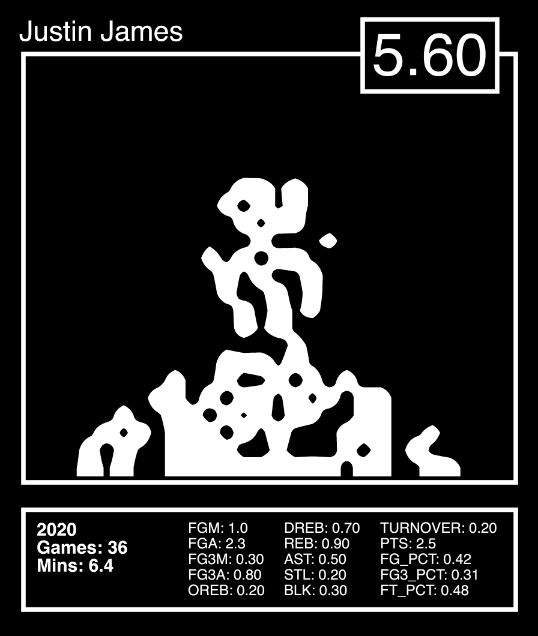 Justin James
5.60
2020
Games: 36
Mins: 6.4
FGM: 1.0
FGA: 2.3
FG3M: 0.30
FG3A: 0.80
OREB: 0.20
DREB: 0.70
REB: 0.90
AST: 0.50
STL: 0.20
BLK: 0.30
TURNOVER: 0.20
PTS: 2.5
FG_PCT: 0.42
FG3_PCT: 0.31
FT_PCT: 0.48